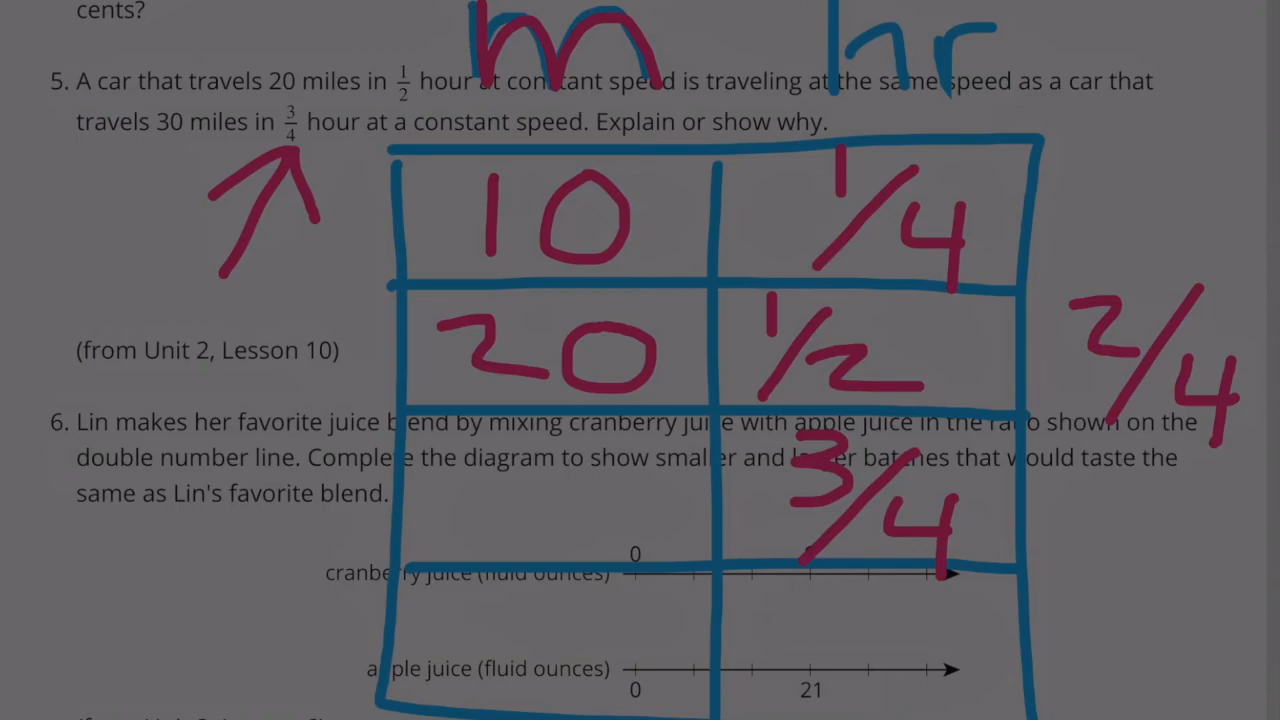 cents?
m hr
5. A car that travels 20 miles in 1/2 hour at constant speed is traveling at the same speed as a car that
travels 30 miles in 3/4 hour at a constant speed. Explain or show why.
10 1/4
20 1/2 2/4
3/4
(from Unit 2, Lesson 10)
6. Lin makes her favorite juice blend by mixing cranberry juice with apple juice in the ratio shown on the
double number line. Complete the diagram to show smaller and larger batches that would taste the
same as Lin's favorite blend.
0
cranberry juice (fluid ounces)
apple juice (fluid ounces)
0 21